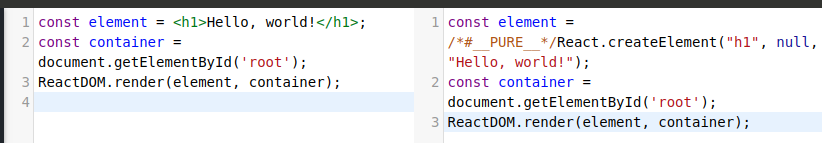 1 const element = <h1>Hello, world!</h1>;
2 const container =
document.getElementById('root');
3 ReactDOM.render(element, container);
4
1 const element =
/*#__PURE__*/React.createElement("h1", null,
"Hello, world!");
2 const container =
document.getElementById('root');
3 ReactDOM.render(element, container);